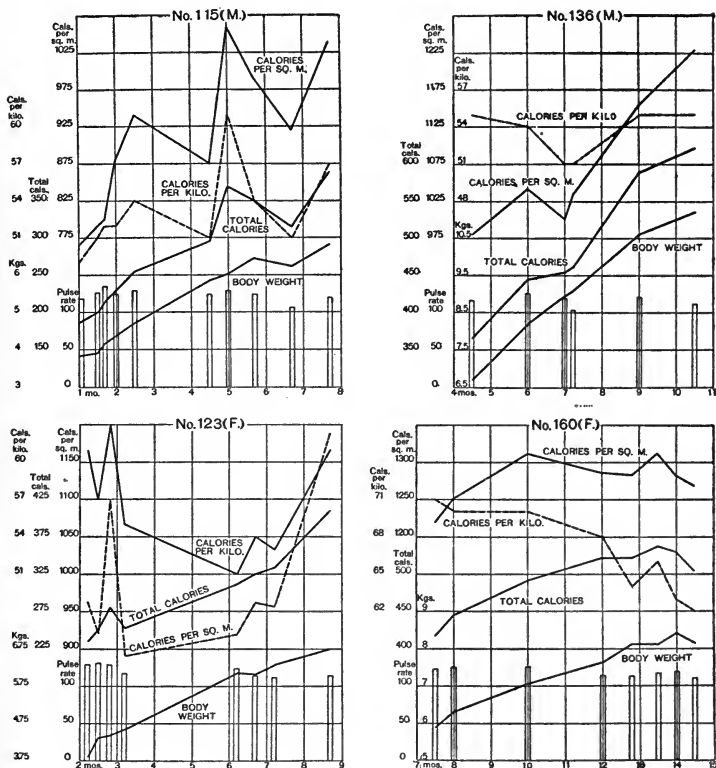 No. 115 (M.)
Cals. per sq. m.
1025
975
925
875
825
775
Cals. per kilo.
60
57
54
51
Total cals.
350
300
250
200
150
Kgs.
6
5
4
3
Pulse rate
100
50
0
CALORIES PER SQ. M.
CALORIES PER KILO.
TOTAL CALORIES
BODY WEIGHT
1 mo. 2 3 4 5 6 7 8
No. 136 (M.)
Cals. per sq. m.
1225
1175
1125
1075
1025
975
Cals. per kilo.
57
54
51
48
Total cals.
600
550
500
450
400
350
Kgs.
10.5
9.5
8.5
7.5
6.5
Pulse rate
100
50
0
CALORIES PER KILO
CALORIES PER SQ. M.
TOTAL CALORIES
BODY WEIGHT
4 mos. 5 6 7 8 9 10 11
No. 123 (F.)
Cals. per kilo.
60
57
54
51
Cals. per sq. m.
1150
1100
1050
1000
950
900
Total cals.
425
375
325
275
225
Kgs.
6.75
5.75
4.75
3.75
Pulse rate
100
50
0
CALORIES PER KILO.
TOTAL CALORIES
CALORIES PER SQ. M.
BODY WEIGHT
2 mos. 3 4 5 6 7 8 9
No. 160 (F.)
Cals. per sq. m.
1300
1250
1200
Cals. per kilo.
71
68
65
62
Total cals.
500
450
400
Kgs.
9
8
7
6
5
Pulse rate
100
50
0
CALORIES PER SQ. M.
CALORIES PER KILO.
TOTAL CALORIES
BODY WEIGHT
7 mos. 8 9 10 11 12 13 14 15